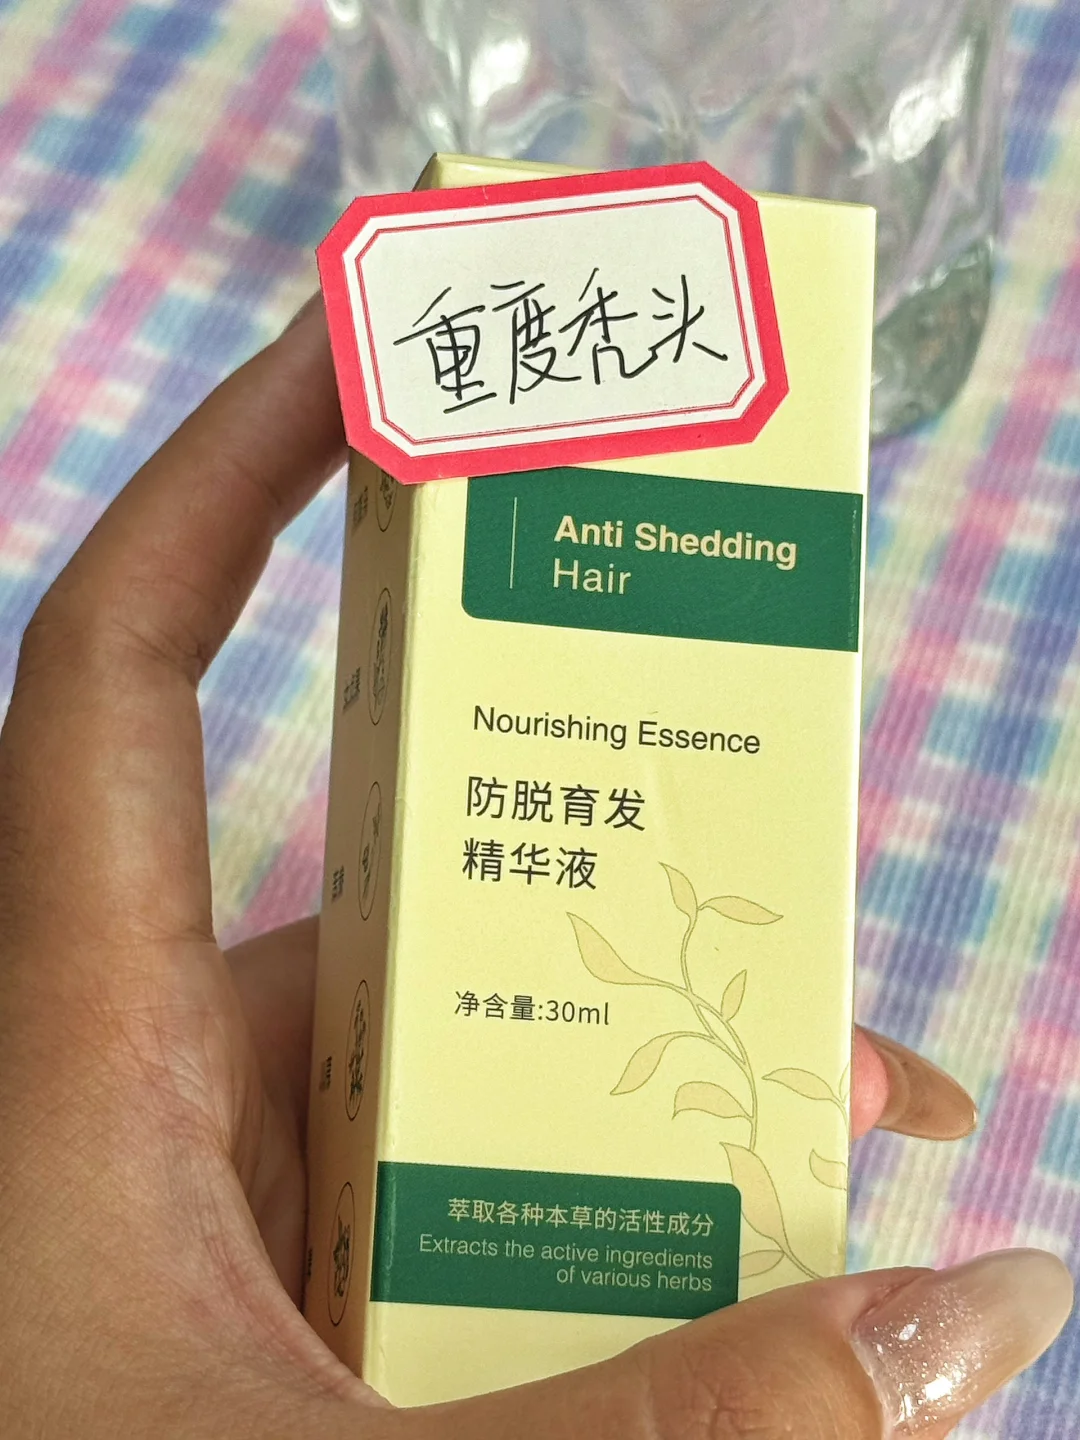 重度秃头
Anti Shedding
Hair
Nourishing Essence
防脱育发
精华液
净含量:30ml
萃取各种本草的活性成分
Extracts the active ingredients
of various herbs